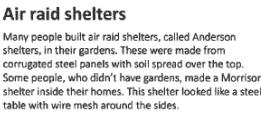 Air raid shelters
Many people built air raid shelters, called Anderson
shelters, in their gardens. These were made from
corrugated steel panels with soil spread over the top.
Some people, who didn't have gardens, made a Morrison
shelter inside their homes. This shelter looked like a steel
table with wire mesh around the sides.